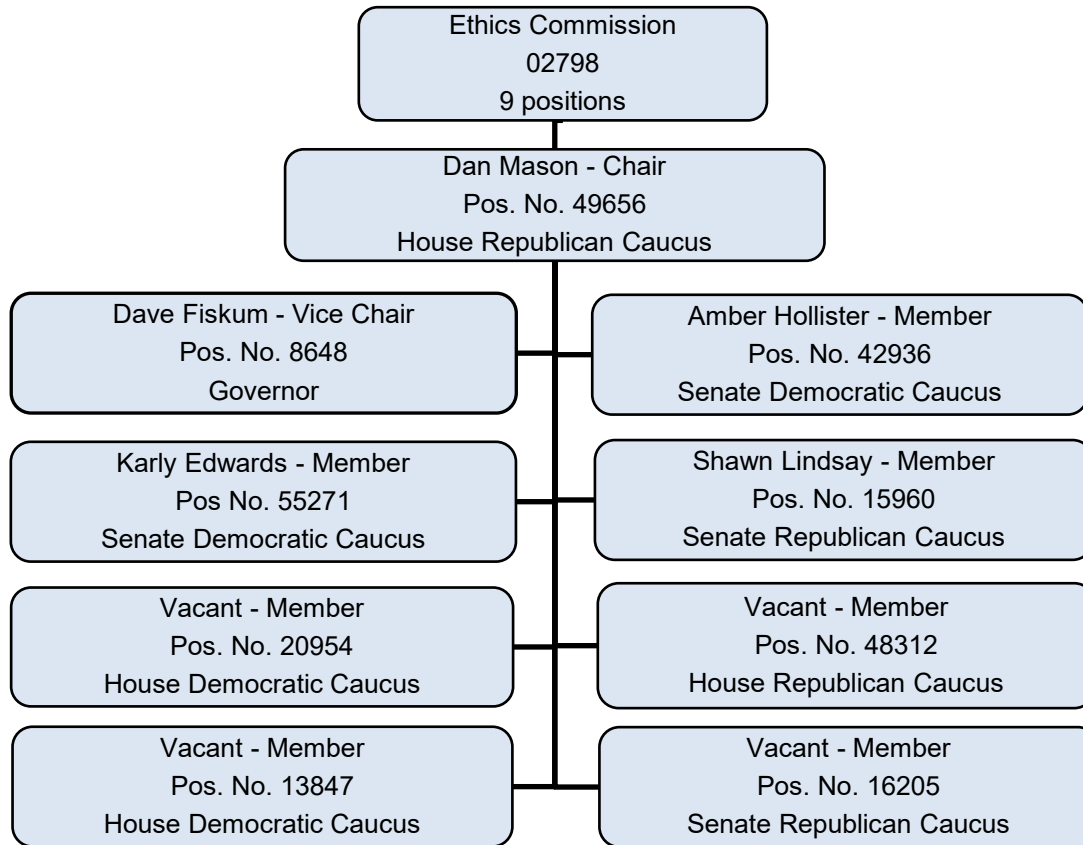 Ethics Commission
02798
9 positions
Dan Mason - Chair
Pos. No. 49656
House Republican Caucus
Dave Fiskum - Vice Chair
Pos. No. 8648
Governor
Amber Hollister - Member
Pos. No. 42936
Senate Democratic Caucus
Karly Edwards - Member
Pos No. 55271
Senate Democratic Caucus
Shawn Lindsay - Member
Pos. No. 15960
Senate Republican Caucus
Vacant - Member
Pos. No. 20954
House Democratic Caucus
Vacant - Member
Pos. No. 48312
House Republican Caucus
Vacant - Member
Pos. No. 13847
House Democratic Caucus
Vacant - Member
Pos. No. 16205
Senate Republican Caucus